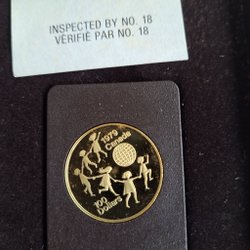 INSPECTED BY NO. 18
VÉRIFIÉ PAR NO. 18
1979
Canada
100
Dollars